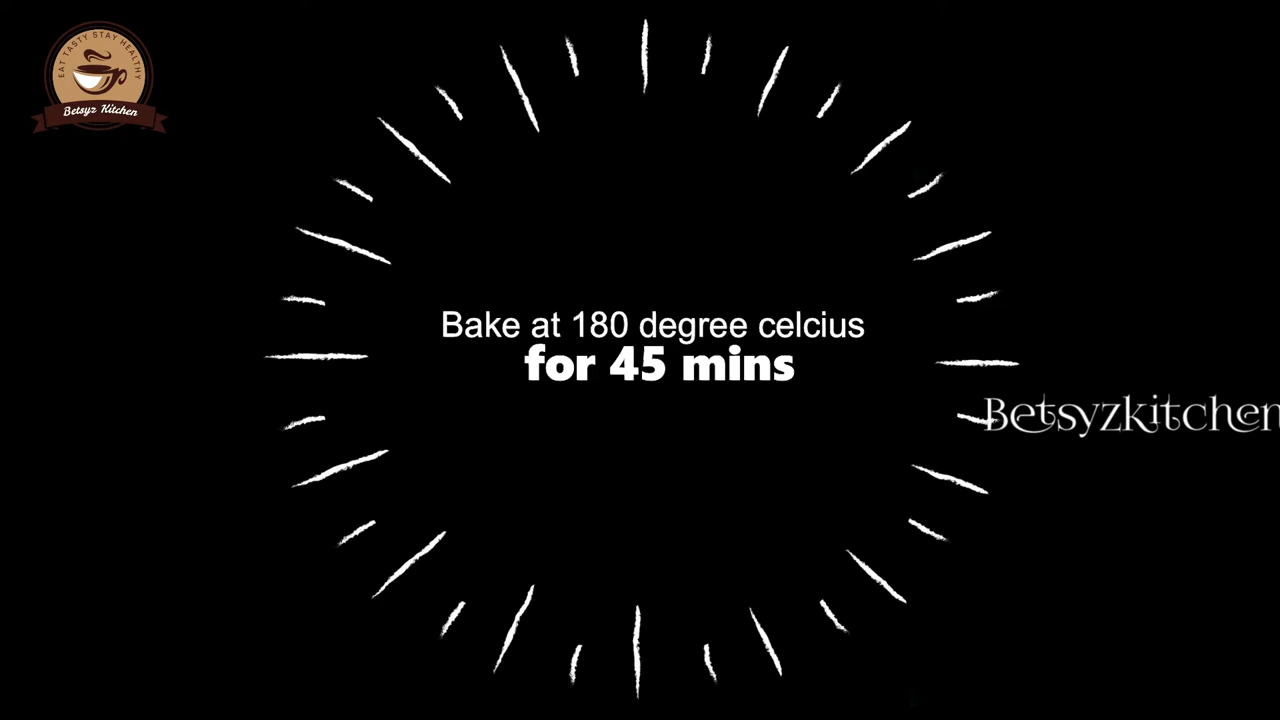 EAT TASTY STAY HEALTHY
Betsyz Kitchen
Bake at 180 degree celcius
for 45 mins
Betsyzkitchen